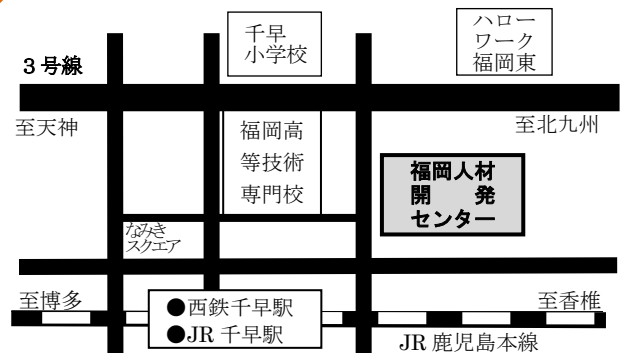 千早
小学校
ハロー
ワーク
福岡東
３号線
至天神
至北九州
福岡高
等技術
専門校
福岡人材
開　発
センター
なみき
スクエア
至博多
至香椎
●西鉄千早駅
●JR 千早駅
JR 鹿児島本線